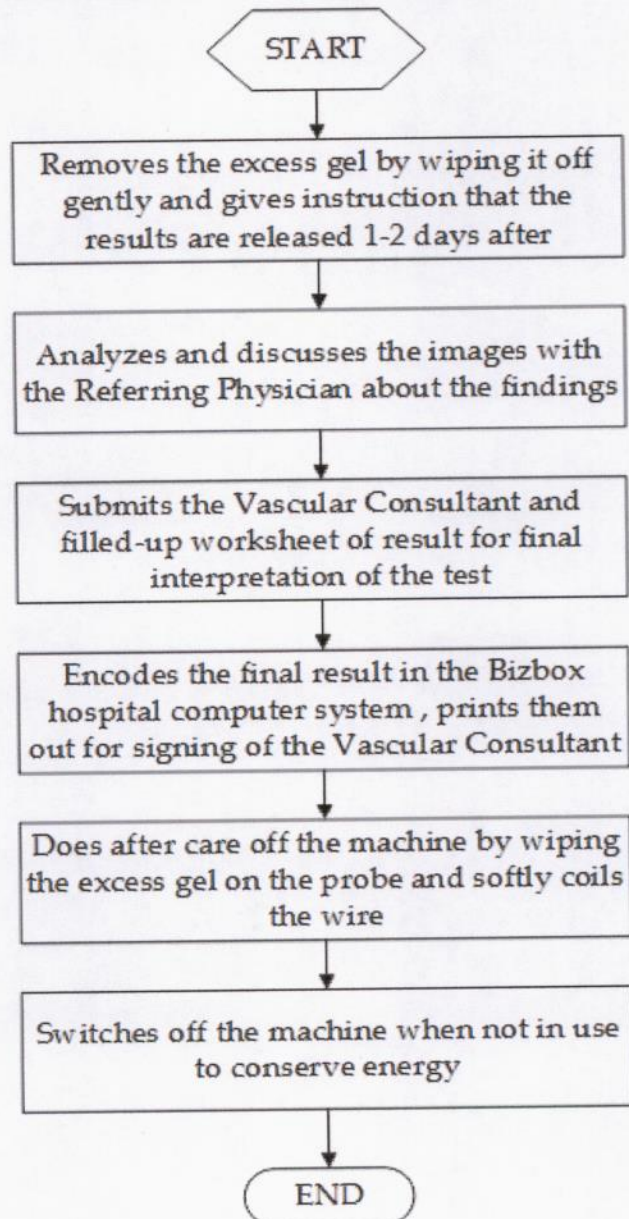 START
Removes the excess gel by wiping it off
gently and gives instruction that the
results are released 1-2 days after
Analyzes and discusses the images with
the Referring Physician about the findings
Submits the Vascular Consultant and
filled-up worksheet of result for final
interpretation of the test
Encodes the final result in the Bizbox
hospital computer system , prints them
out for signing of the Vascular Consultant
Does after care off the machine by wiping
the excess gel on the probe and softly coils
the wire
Switches off the machine when not in use
to conserve energy
END